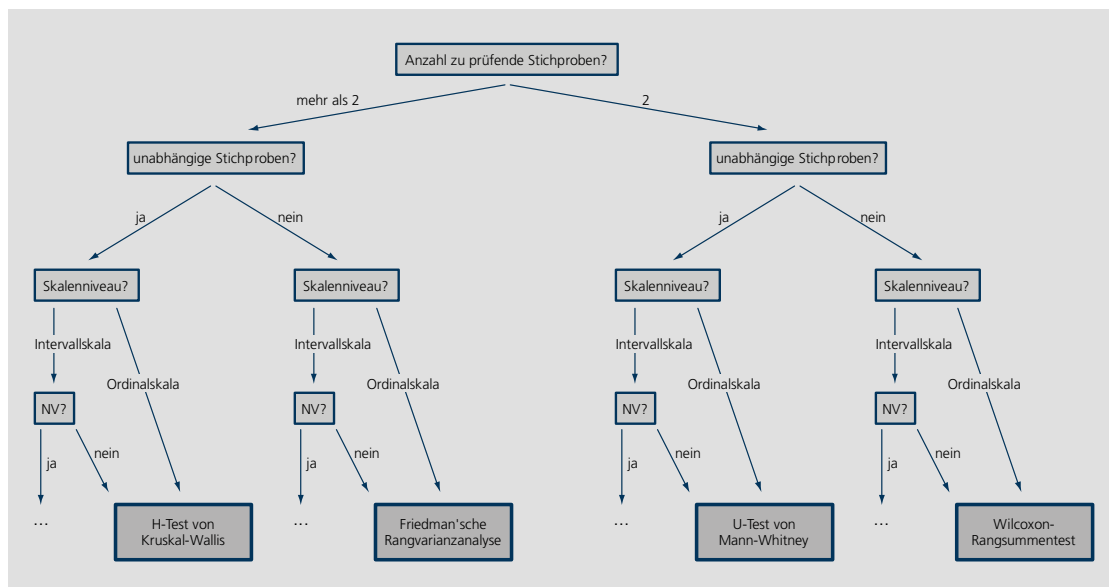 Anzahl zu prüfende Stichproben?
mehr als 2
2
unabhängige Stichproben?
unabhängige Stichproben?
ja
nein
ja
nein
Skalenniveau?
Skalenniveau?
Skalenniveau?
Skalenniveau?
Intervallskala
Intervallskala
Intervallskala
Intervallskala
Ordinalskala
Ordinalskala
Ordinalskala
Ordinalskala
NV?
NV?
NV?
NV?
ja
nein
ja
nein
ja
nein
ja
nein
...
H-Test von
Kruskal-Wallis
...
Friedman'sche
Rangvarianzanalyse
...
U-Test von
Mann-Whitney
...
Wilcoxon-
Rangsummentest